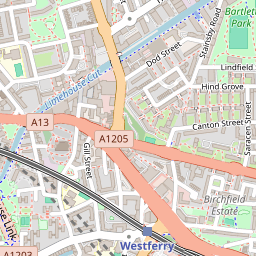 Bartlett
Park
Stainsby Road
Dod Street
Lindfield
Hind Grove
Limehouse Cut
A13
A1205
Canton Street
Saracen Street
Gill Street
Birchfield
Estate
Westferry
A1203